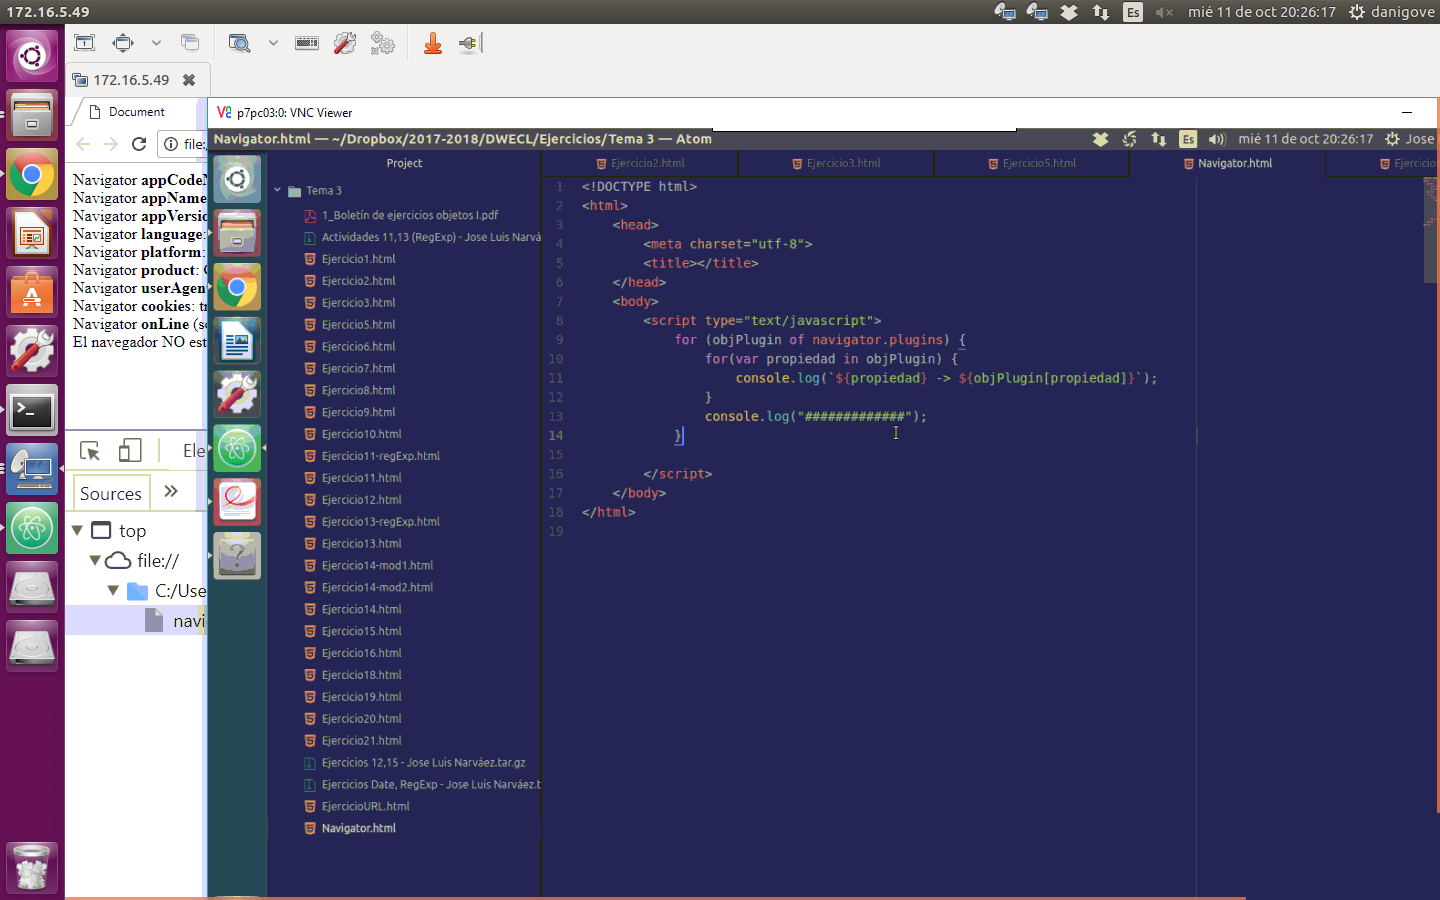 172.16.5.49
Es
mié 11 de oct 20:26:17
danigove
172.16.5.49
Document
p7pc03:0: VNC Viewer
file:
Navigator.html — ~/Dropbox/2017-2018/DWECL/Ejercicios/Tema 3 — Atom
Es
mié 11 de oct 20:26:17
Jose
Navigator appCodeN
Navigator appName
Navigator appVersio
Navigator language:
Navigator platform:
Navigator product:
Navigator userAgen
Navigator cookies: tr
Navigator onLine (so
El navegador NO est
Ele
Sources
top
file://
C:/Use
navi
Project
Tema 3
1_Boletín de ejercicios objetos I.pdf
Actividades 11,13 (RegExp) - Jose Luis Narvá
Ejercicio1.html
Ejercicio2.html
Ejercicio3.html
Ejercicio5.html
Ejercicio6.html
Ejercicio7.html
Ejercicio8.html
Ejercicio9.html
Ejercicio10.html
Ejercicio11-regExp.html
Ejercicio11.html
Ejercicio12.html
Ejercicio13-regExp.html
Ejercicio13.html
Ejercicio14-mod1.html
Ejercicio14-mod2.html
Ejercicio14.html
Ejercicio15.html
Ejercicio16.html
Ejercicio18.html
Ejercicio19.html
Ejercicio20.html
Ejercicio21.html
Ejercicios 12,15 - Jose Luis Narváez.tar.gz
Ejercicios Date, RegExp - Jose Luis Narváez.t
EjercicioURL.html
Navigator.html
Ejercicio2.html
Ejercicio3.html
Ejercicio5.html
Navigator.html
Ejercicio
1 <!DOCTYPE html>
2 <html>
3 <head>
4 <meta charset="utf-8">
5 <title></title>
6 </head>
7 <body>
8 <script type="text/javascript">
9 for (objPlugin of navigator.plugins) {
10 for(var propiedad in objPlugin) {
11 console.log(`${propiedad} -> ${objPlugin[propiedad]}`);
12 }
13 console.log("#############");
14 }
15
16 </script>
17 </body>
18 </html>
19